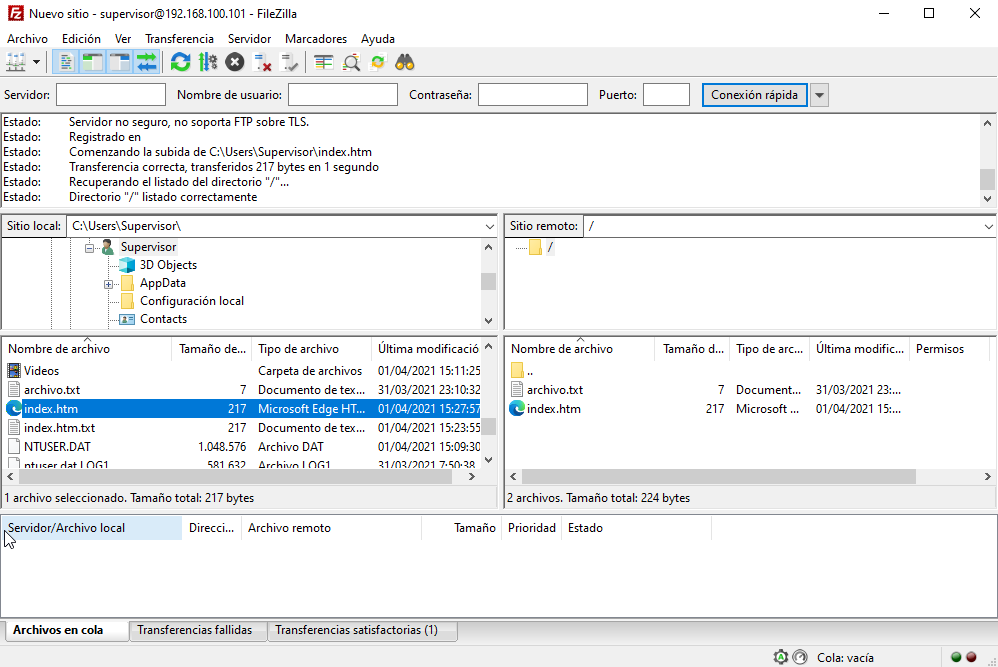 Nuevo sitio - supervisor@192.168.100.101 - FileZilla
Archivo Edición Ver Transferencia Servidor Marcadores Ayuda
Servidor: Nombre de usuario: Contraseña: Puerto: Conexión rápida
Estado: Servidor no seguro, no soporta FTP sobre TLS.
Estado: Registrado en
Estado: Comenzando la subida de C:\Users\Supervisor\index.htm
Estado: Transferencia correcta, transferidos 217 bytes en 1 segundo
Estado: Recuperando el listado del directorio "/"...
Estado: Directorio "/" listado correctamente
Sitio local: C:\Users\Supervisor\
Supervisor
3D Objects
AppData
Configuración local
Contacts
Sitio remoto: /
/
Nombre de archivo Tamaño de... Tipo de archivo Última modificació
Videos Carpeta de archivos 01/04/2021 15:11:25
archivo.txt 7 Documento de tex... 31/03/2021 23:10:32
index.htm 217 Microsoft Edge HT... 01/04/2021 15:27:57
index.htm.txt 217 Documento de tex... 01/04/2021 15:23:55
NTUSER.DAT 1.048.576 Archivo DAT 01/04/2021 15:09:30
ntuser.dat.LOG1 581.632 Archivo LOG1 31/03/2021 7:50:38
1 archivo seleccionado. Tamaño total: 217 bytes
Nombre de archivo Tamaño d... Tipo de arc... Última modific... Permisos
..
archivo.txt 7 Document... 31/03/2021 23:...
index.htm 217 Microsoft ... 01/04/2021 15:...
2 archivos. Tamaño total: 224 bytes
Servidor/Archivo local Direcci... Archivo remoto Tamaño Prioridad Estado
Archivos en cola Transferencias fallidas Transferencias satisfactorias (1)
Cola: vacía